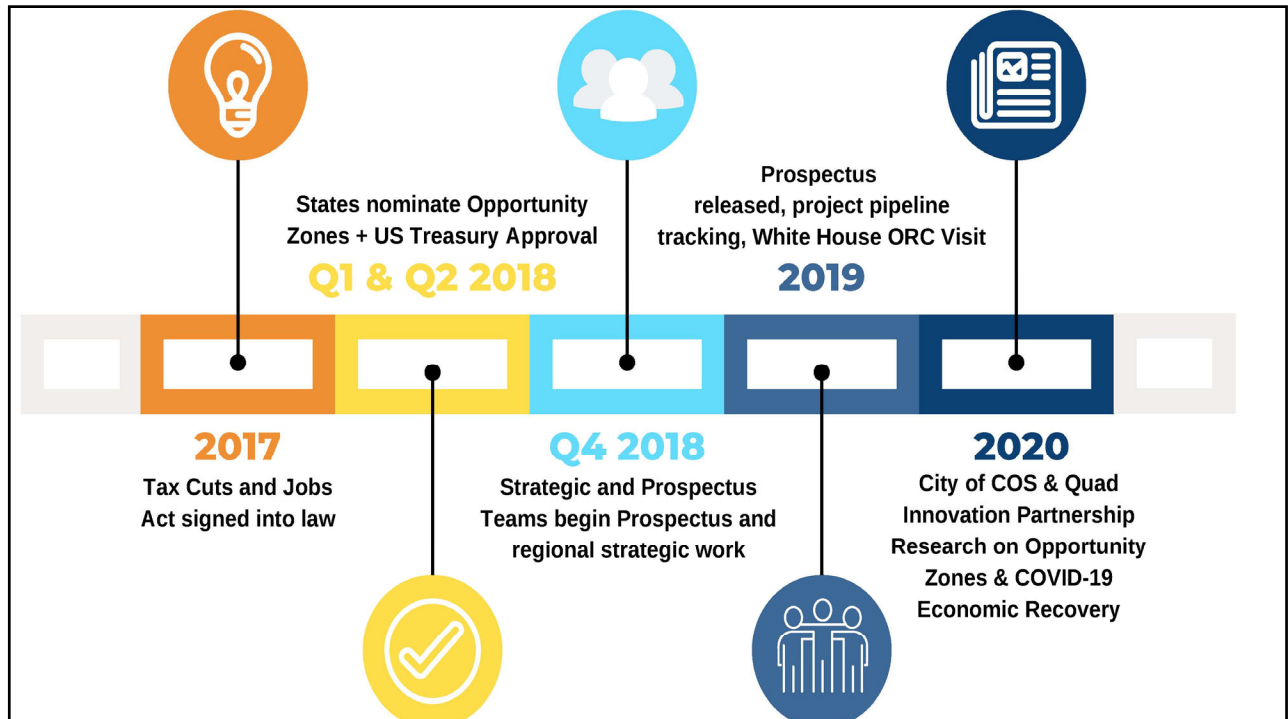 States nominate Opportunity
Zones + US Treasury Approval
Q1 & Q2 2018
Prospectus
released, project pipeline
tracking, White House ORC Visit
2019
2017
Tax Cuts and Jobs
Act signed into law
Q4 2018
Strategic and Prospectus
Teams begin Prospectus and
regional strategic work
2020
City of COS & Quad
Innovation Partnership
Research on Opportunity
Zones & COVID-19
Economic Recovery